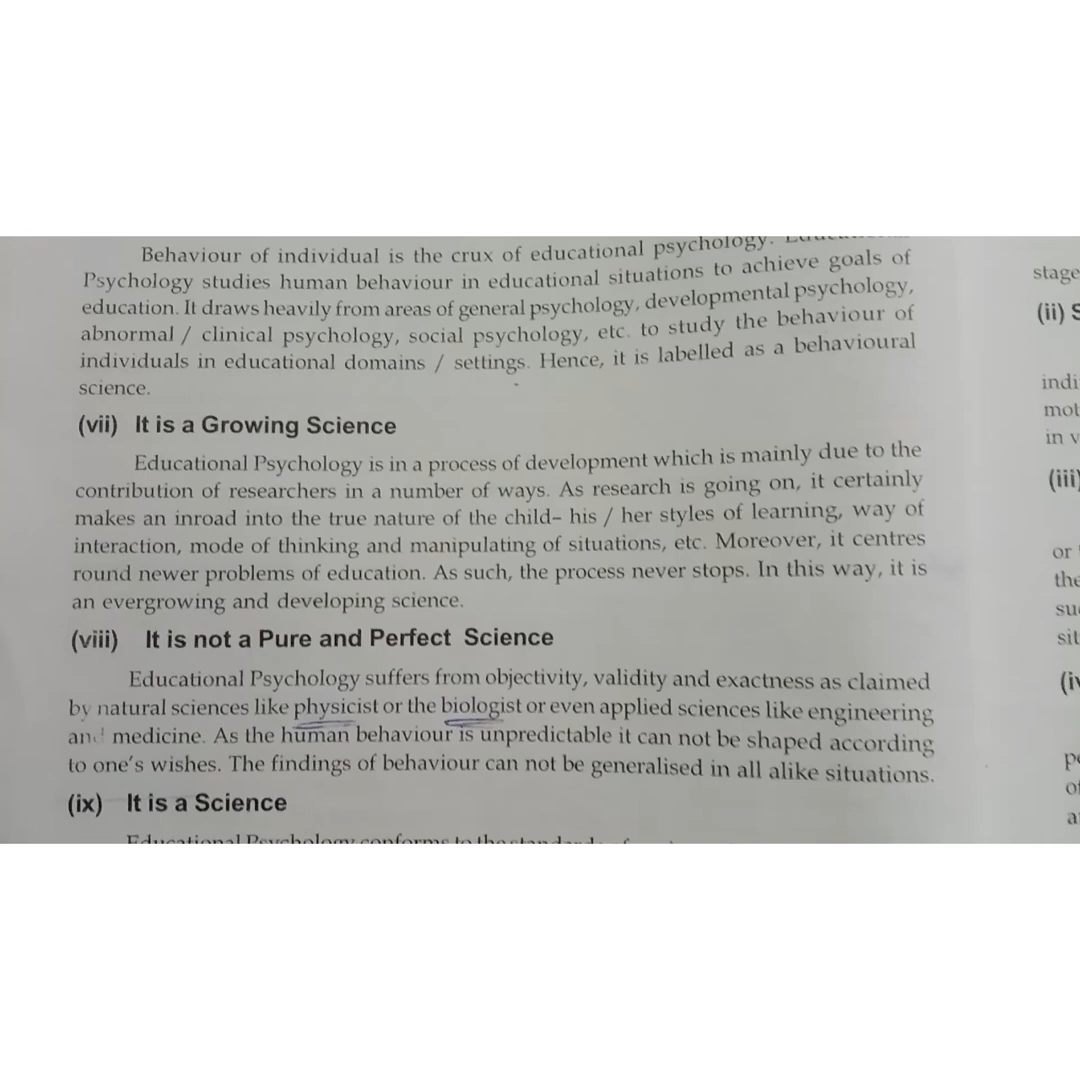 Behaviour of individual is the crux of educational psychology.
Psychology studies human behaviour in educational situations to achieve goals of
education. It draws heavily from areas of general psychology, developmental psychology,
abnormal / clinical psychology, social psychology, etc. to study the behaviour of
individuals in educational domains / settings. Hence, it is labelled as a behavioural
science.
(vii) It is a Growing Science
Educational Psychology is in a process of development which is mainly due to the
contribution of researchers in a number of ways. As research is going on, it certainly
makes an inroad into the true nature of the child– his / her styles of learning, way of
interaction, mode of thinking and manipulating of situations, etc. Moreover, it centres
round newer problems of education. As such, the process never stops. In this way, it is
an evergrowing and developing science.
(viii) It is not a Pure and Perfect Science
Educational Psychology suffers from objectivity, validity and exactness as claimed
by natural sciences like physicist or the biologist or even applied sciences like engineering
and medicine. As the human behaviour is unpredictable it can not be shaped according
to one's wishes. The findings of behaviour can not be generalised in all alike situations.
(ix) It is a Science
Educational Psychology conforms to the
stage
(ii) S
indi
mot
in v
(iii)
or
the
su
sit
(iv
pe
of
a